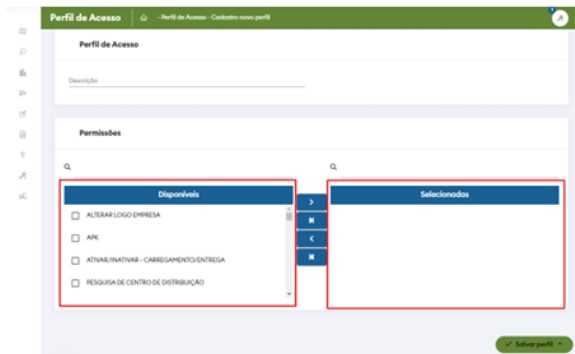 Perfil de Acesso - Perfil de Acesso - Cadastro novo perfil
Perfil de Acesso
Descrição
Permissões
Disponíveis
Selecionadas
ALTERAR LOGO EMPRESA
APK
ATIVAR/INATIVAR - CARREGAMENTO/ENTREGA
PESQUISA DE CENTRO DE DISTRIBUIÇÃO
Salvar perfil